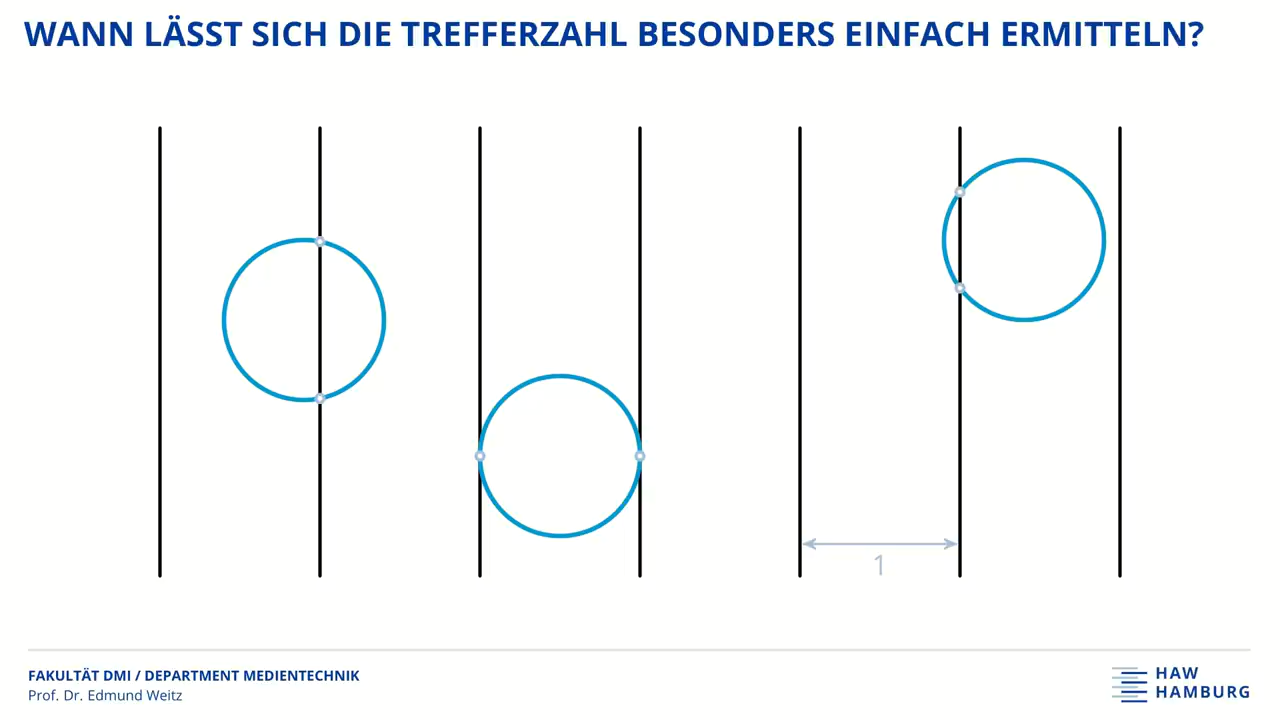 WANN LÄSST SICH DIE TREFFERZAHL BESONDERS EINFACH ERMITTELN?
1
FAKULTÄT DMI / DEPARTMENT MEDIENTECHNIK
Prof. Dr. Edmund Weitz
HAW
HAMBURG